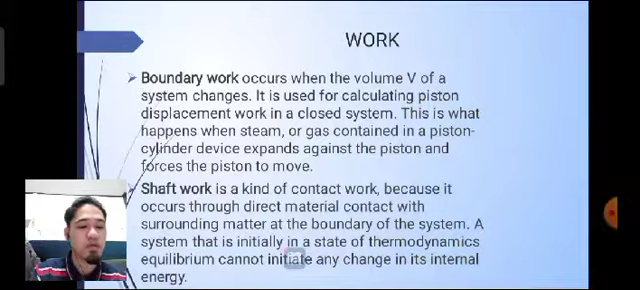 WORK
Boundary work occurs when the volume V of a
system changes. It is used for calculating piston
displacement work in a closed system. This is what
happens when steam, or gas contained in a piston-
cylinder device expands against the piston and
forces the piston to move.
Shaft work is a kind of contact work, because it
occurs through direct material contact with
surrounding matter at the boundary of the system. A
system that is initially in a state of thermodynamics
equilibrium cannot initiate any change in its internal
energy.